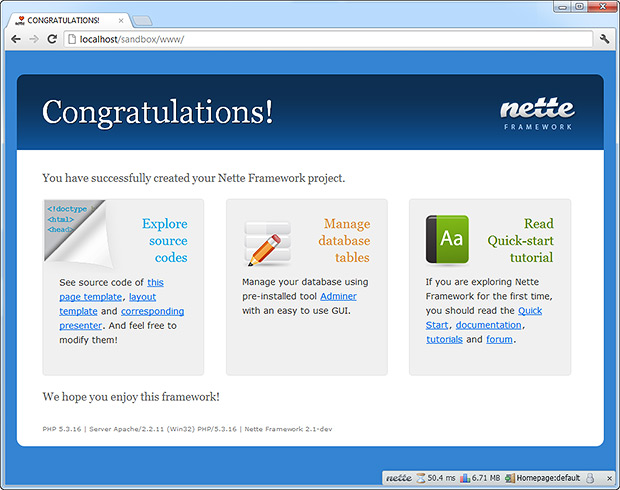 CONGRATULATIONS!
localhost/sandbox/www/
Congratulations!
nette
FRAMEWORK
You have successfully created your Nette Framework project.
<!doctype
<html>
<head>
Explore
source
codes
See source code of this
page template, layout
template and corresponding
presenter. And feel free to
modify them!
Manage
database
tables
Manage your database using
pre-installed tool Adminer
with an easy to use GUI.
Aa
Read
Quick-start
tutorial
If you are exploring Nette
Framework for the first time,
you should read the Quick
Start, documentation,
tutorials and forum.
We hope you enjoy this framework!
PHP 5.3.16 | Server Apache/2.2.11 (Win32) PHP/5.3.16 | Nette Framework 2.1-dev
nette 50.4 ms 6.71 MB Homepage:default